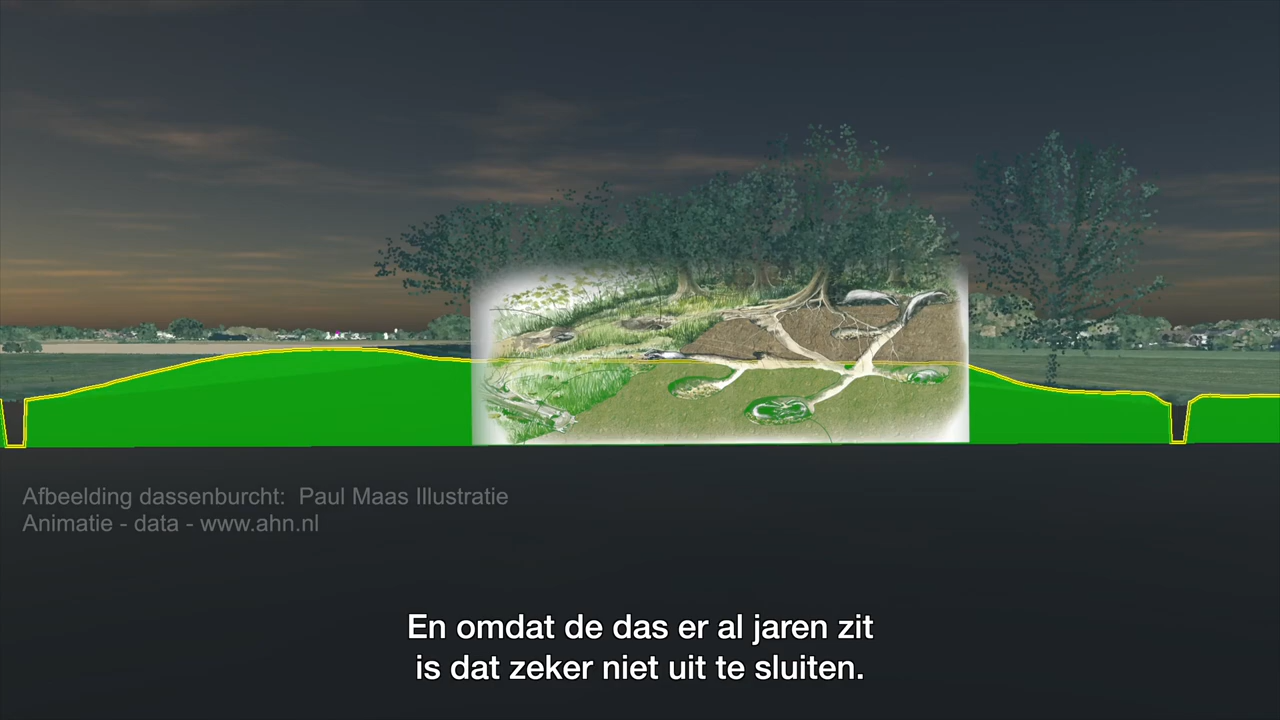 Afbeelding dassenburcht: Paul Maas Illustratie
Animatie - data - www.ahn.nl
En omdat de das er al jaren zit
is dat zeker niet uit te sluiten.